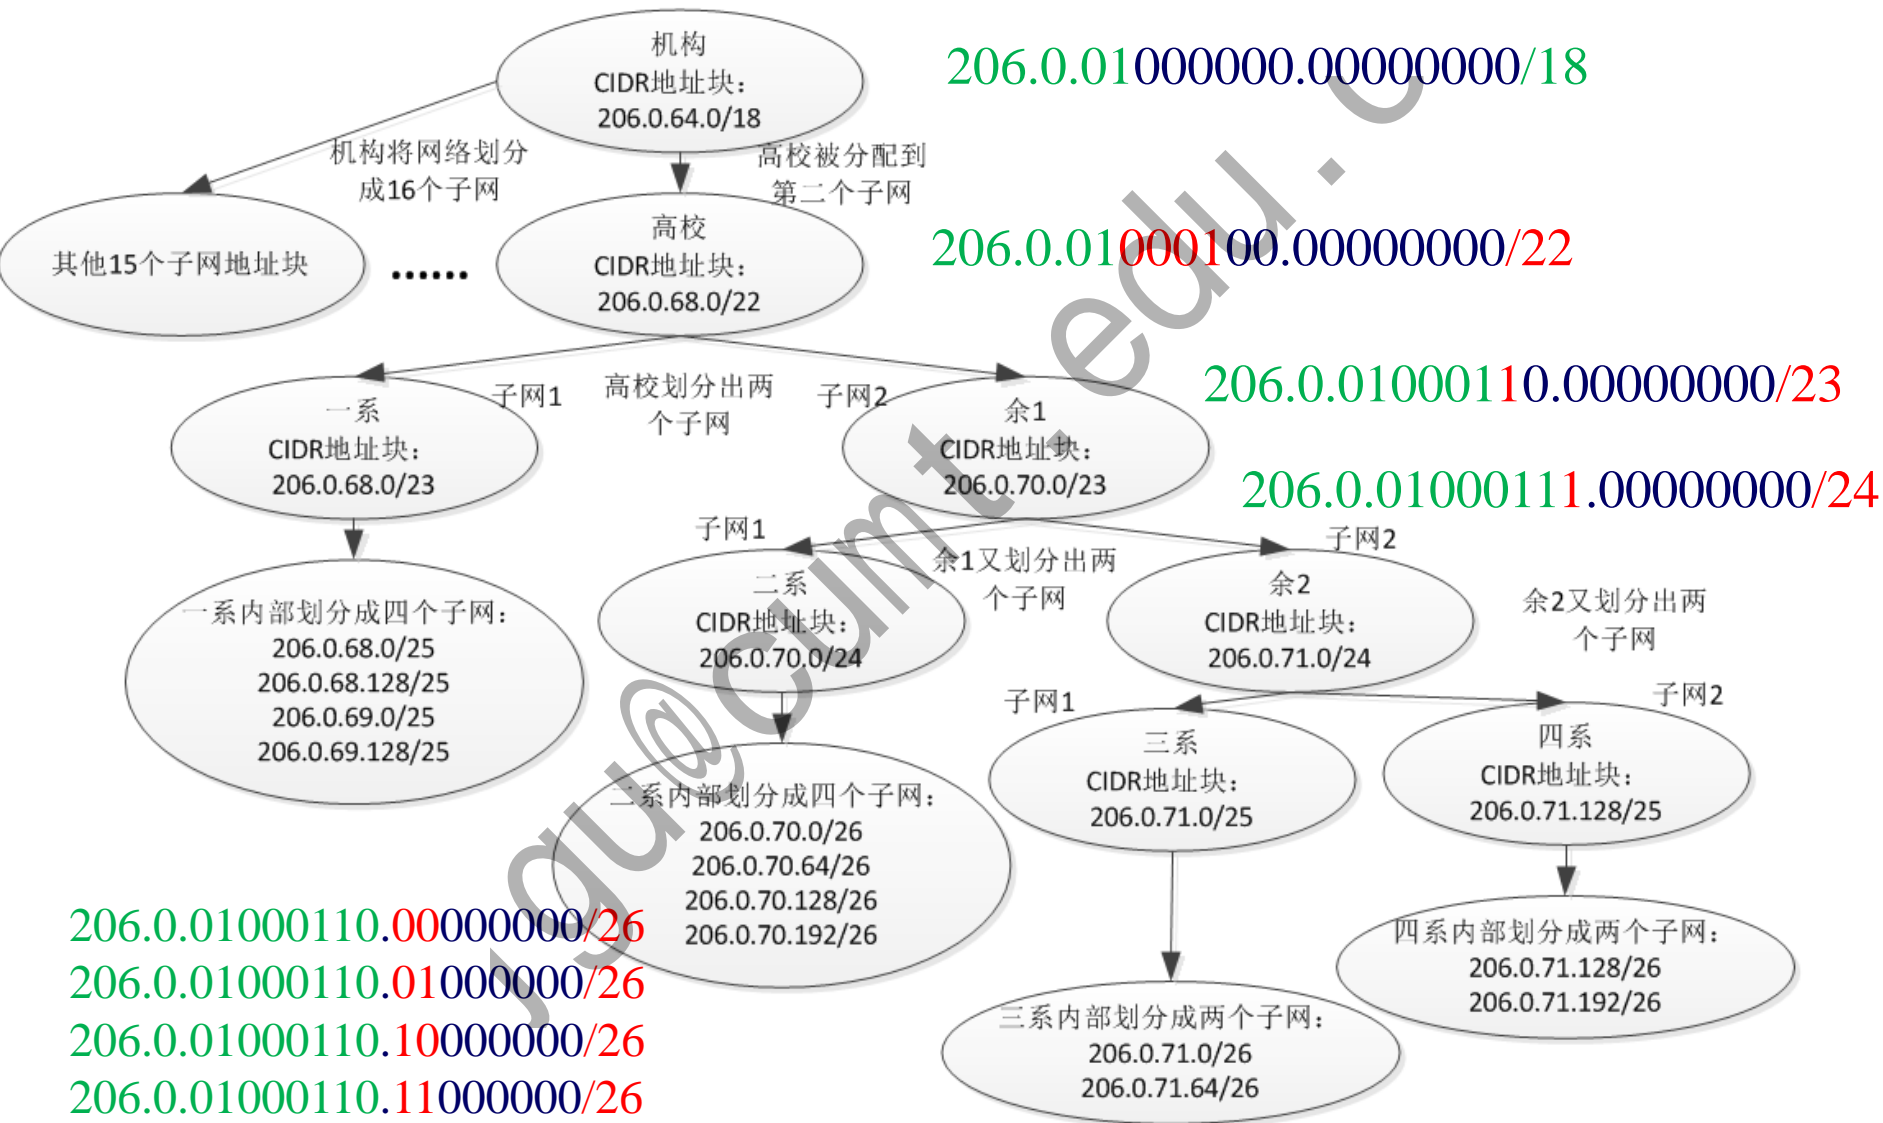 机构
CIDR地址块：
206.0.64.0/18
206.0.01000000.00000000/18
机构将网络划分
成16个子网
高校被分配到
第二个子网
其他15个子网地址块
......
高校
CIDR地址块：
206.0.68.0/22
206.0.01000100.00000000/22
子网1
高校划分出两
个子网
子网2
一系
CIDR地址块：
206.0.68.0/23
余1
CIDR地址块：
206.0.70.0/23
206.0.01000110.00000000/23
206.0.01000111.00000000/24
子网1
余1又划分出两
个子网
子网2
一系内部划分成四个子网：
206.0.68.0/25
206.0.68.128/25
206.0.69.0/25
206.0.69.128/25
二系
CIDR地址块：
206.0.70.0/24
余2
CIDR地址块：
206.0.71.0/24
余2又划分出两
个子网
子网1
子网2
二系内部划分成四个子网：
206.0.70.0/26
206.0.70.64/26
206.0.70.128/26
206.0.70.192/26
三系
CIDR地址块：
206.0.71.0/25
四系
CIDR地址块：
206.0.71.128/25
206.0.01000110.00000000/26
206.0.01000110.01000000/26
206.0.01000110.10000000/26
206.0.01000110.11000000/26
三系内部划分成两个子网：
206.0.71.0/26
206.0.71.64/26
四系内部划分成两个子网：
206.0.71.128/26
206.0.71.192/26
jgu@cumt.edu.c